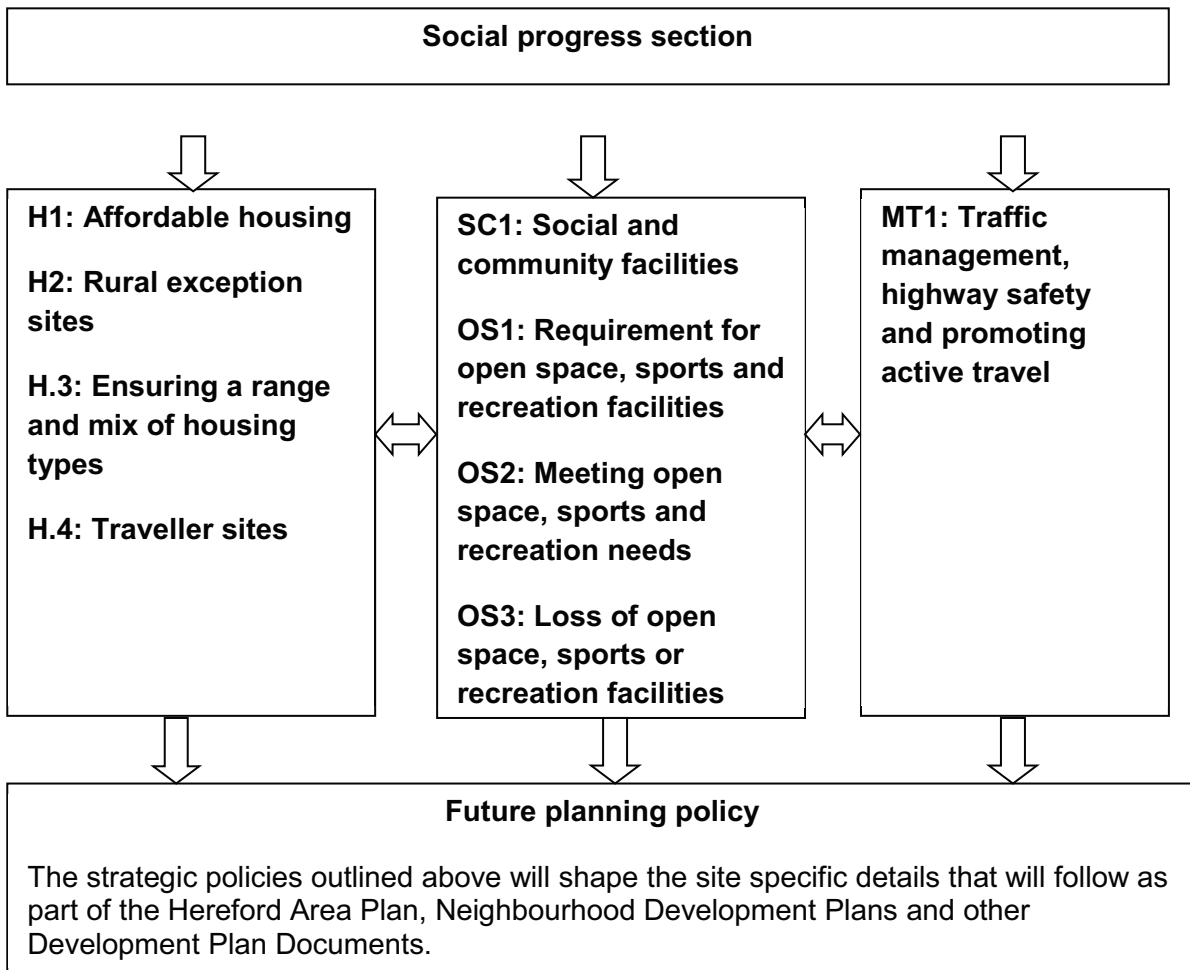 Social progress section
H1: Affordable housing
H2: Rural exception
sites
H.3: Ensuring a range
and mix of housing
types
H.4: Traveller sites
SC1: Social and
community facilities
OS1: Requirement for
open space, sports and
recreation facilities
OS2: Meeting open
space, sports and
recreation needs
OS3: Loss of open
space, sports or
recreation facilities
MT1: Traffic
management,
highway safety
and promoting
active travel
Future planning policy
The strategic policies outlined above will shape the site specific details that will follow as
part of the Hereford Area Plan, Neighbourhood Development Plans and other
Development Plan Documents.